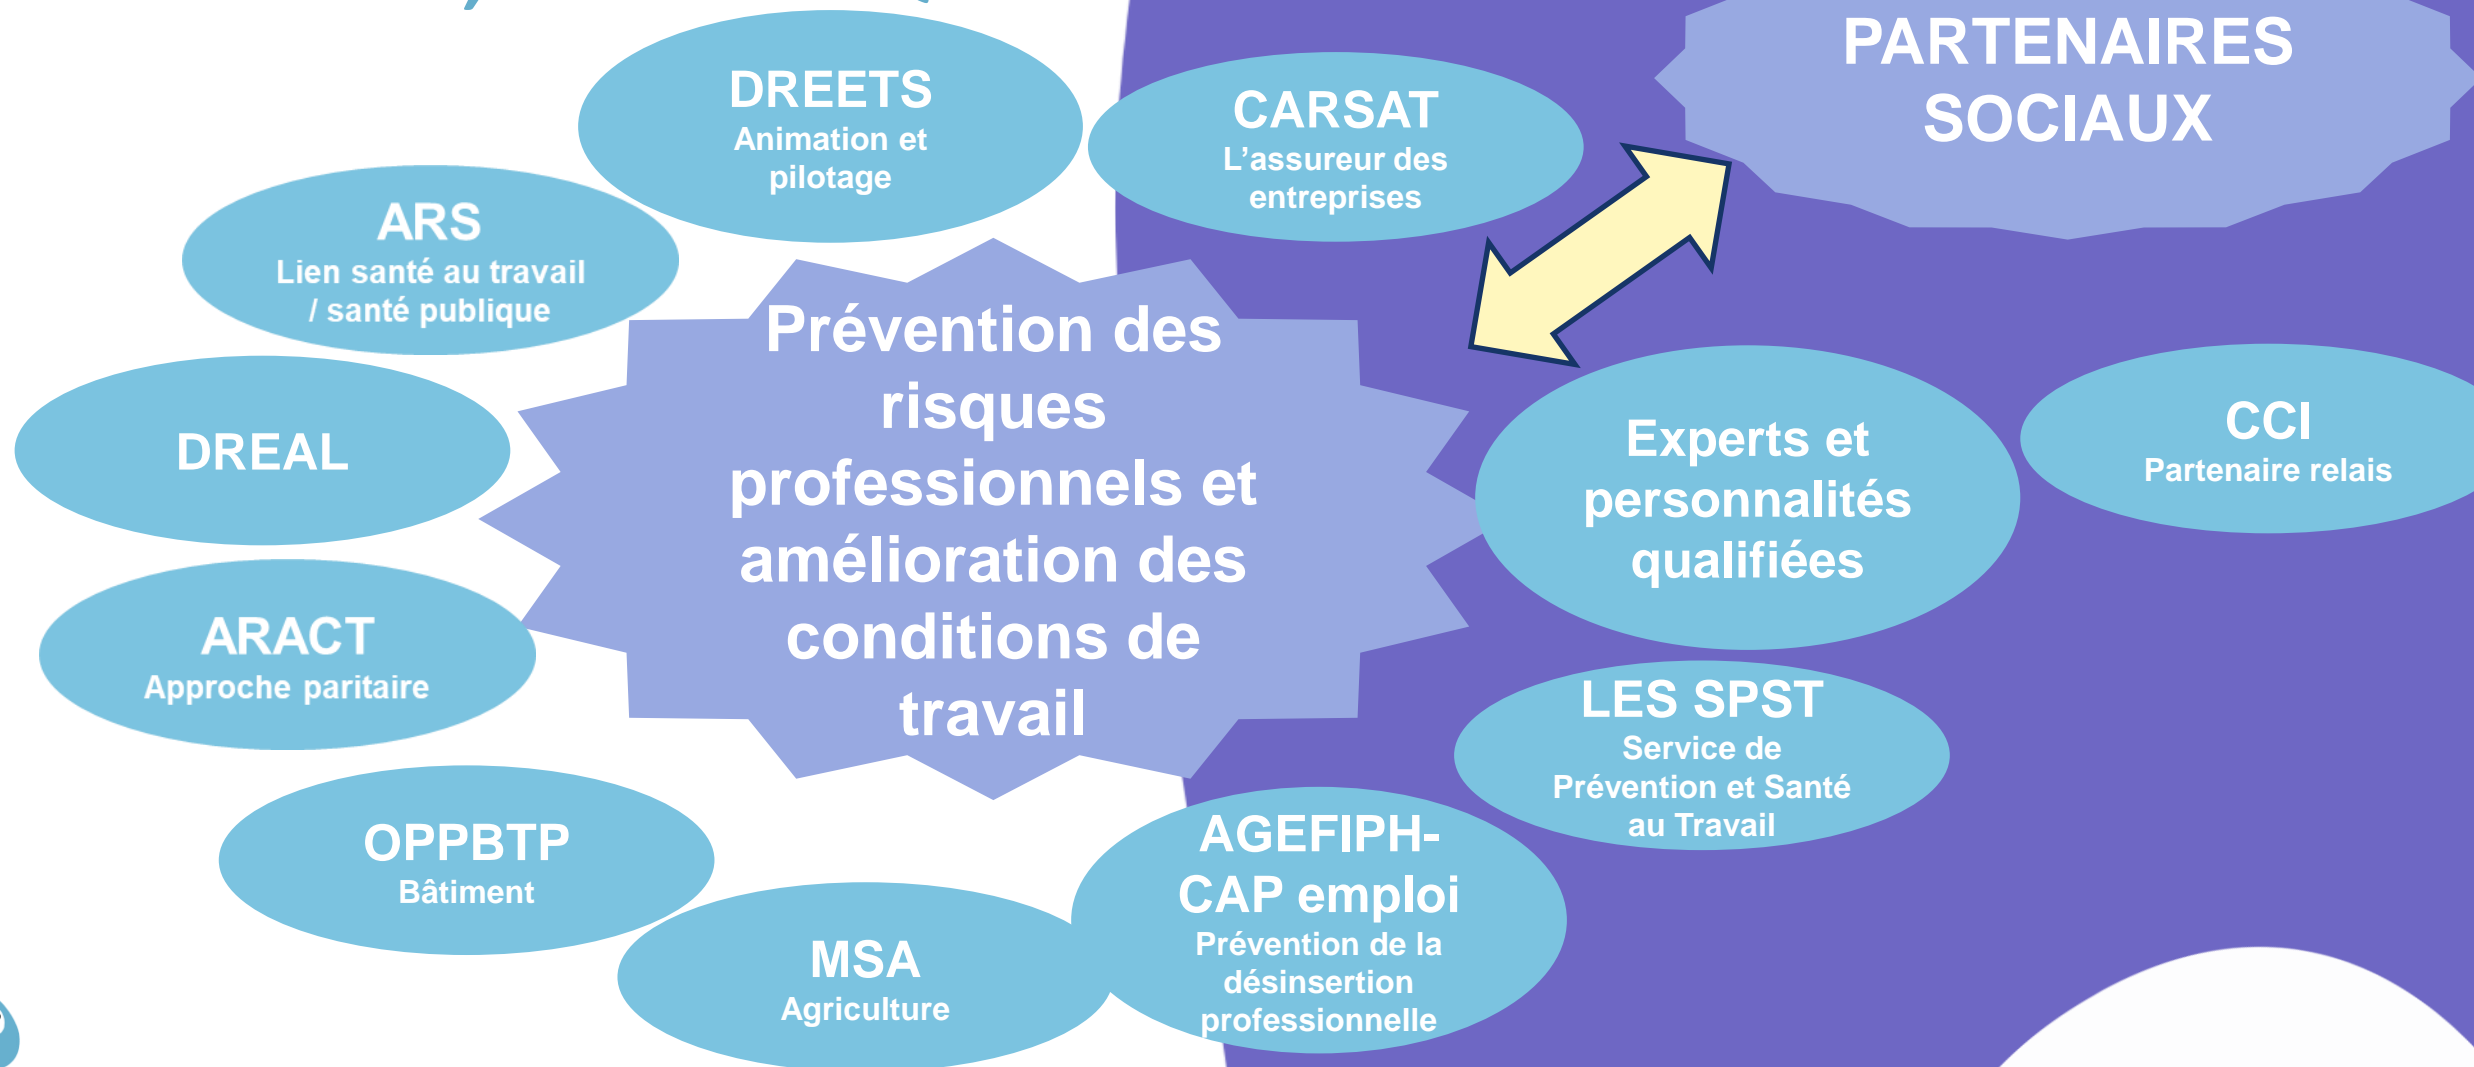 PARTENAIRES
SOCIAUX
DREETS
Animation et
pilotage
CARSAT
L’assureur des
entreprises
ARS
Lien santé au travail
/ santé publique
Prévention des
risques
professionnels et
amélioration des
conditions de
travail
DREAL
Experts et
personnalités
qualifiées
CCI
Partenaire relais
ARACT
Approche paritaire
LES SPST
Service de
Prévention et Santé
au Travail
OPPBTP
Bâtiment
AGEFIPH-
CAP emploi
Prévention de la
désinsertion
professionnelle
MSA
Agriculture